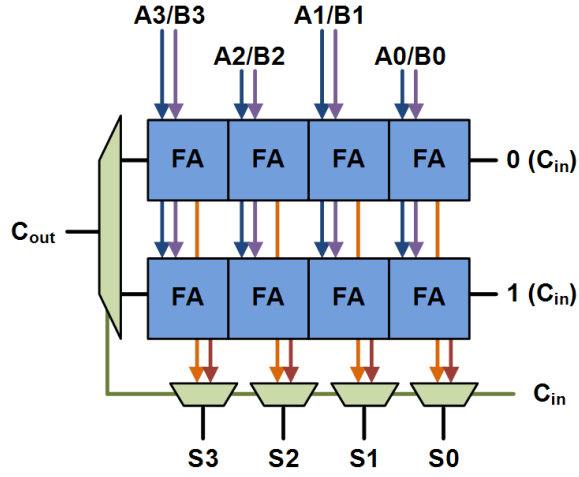 A3/B3
A1/B1
A2/B2
A0/B0
FA FA FA FA
0 (Cin)
Cout
FA FA FA FA
1 (Cin)
Cin
S3 S2 S1 S0